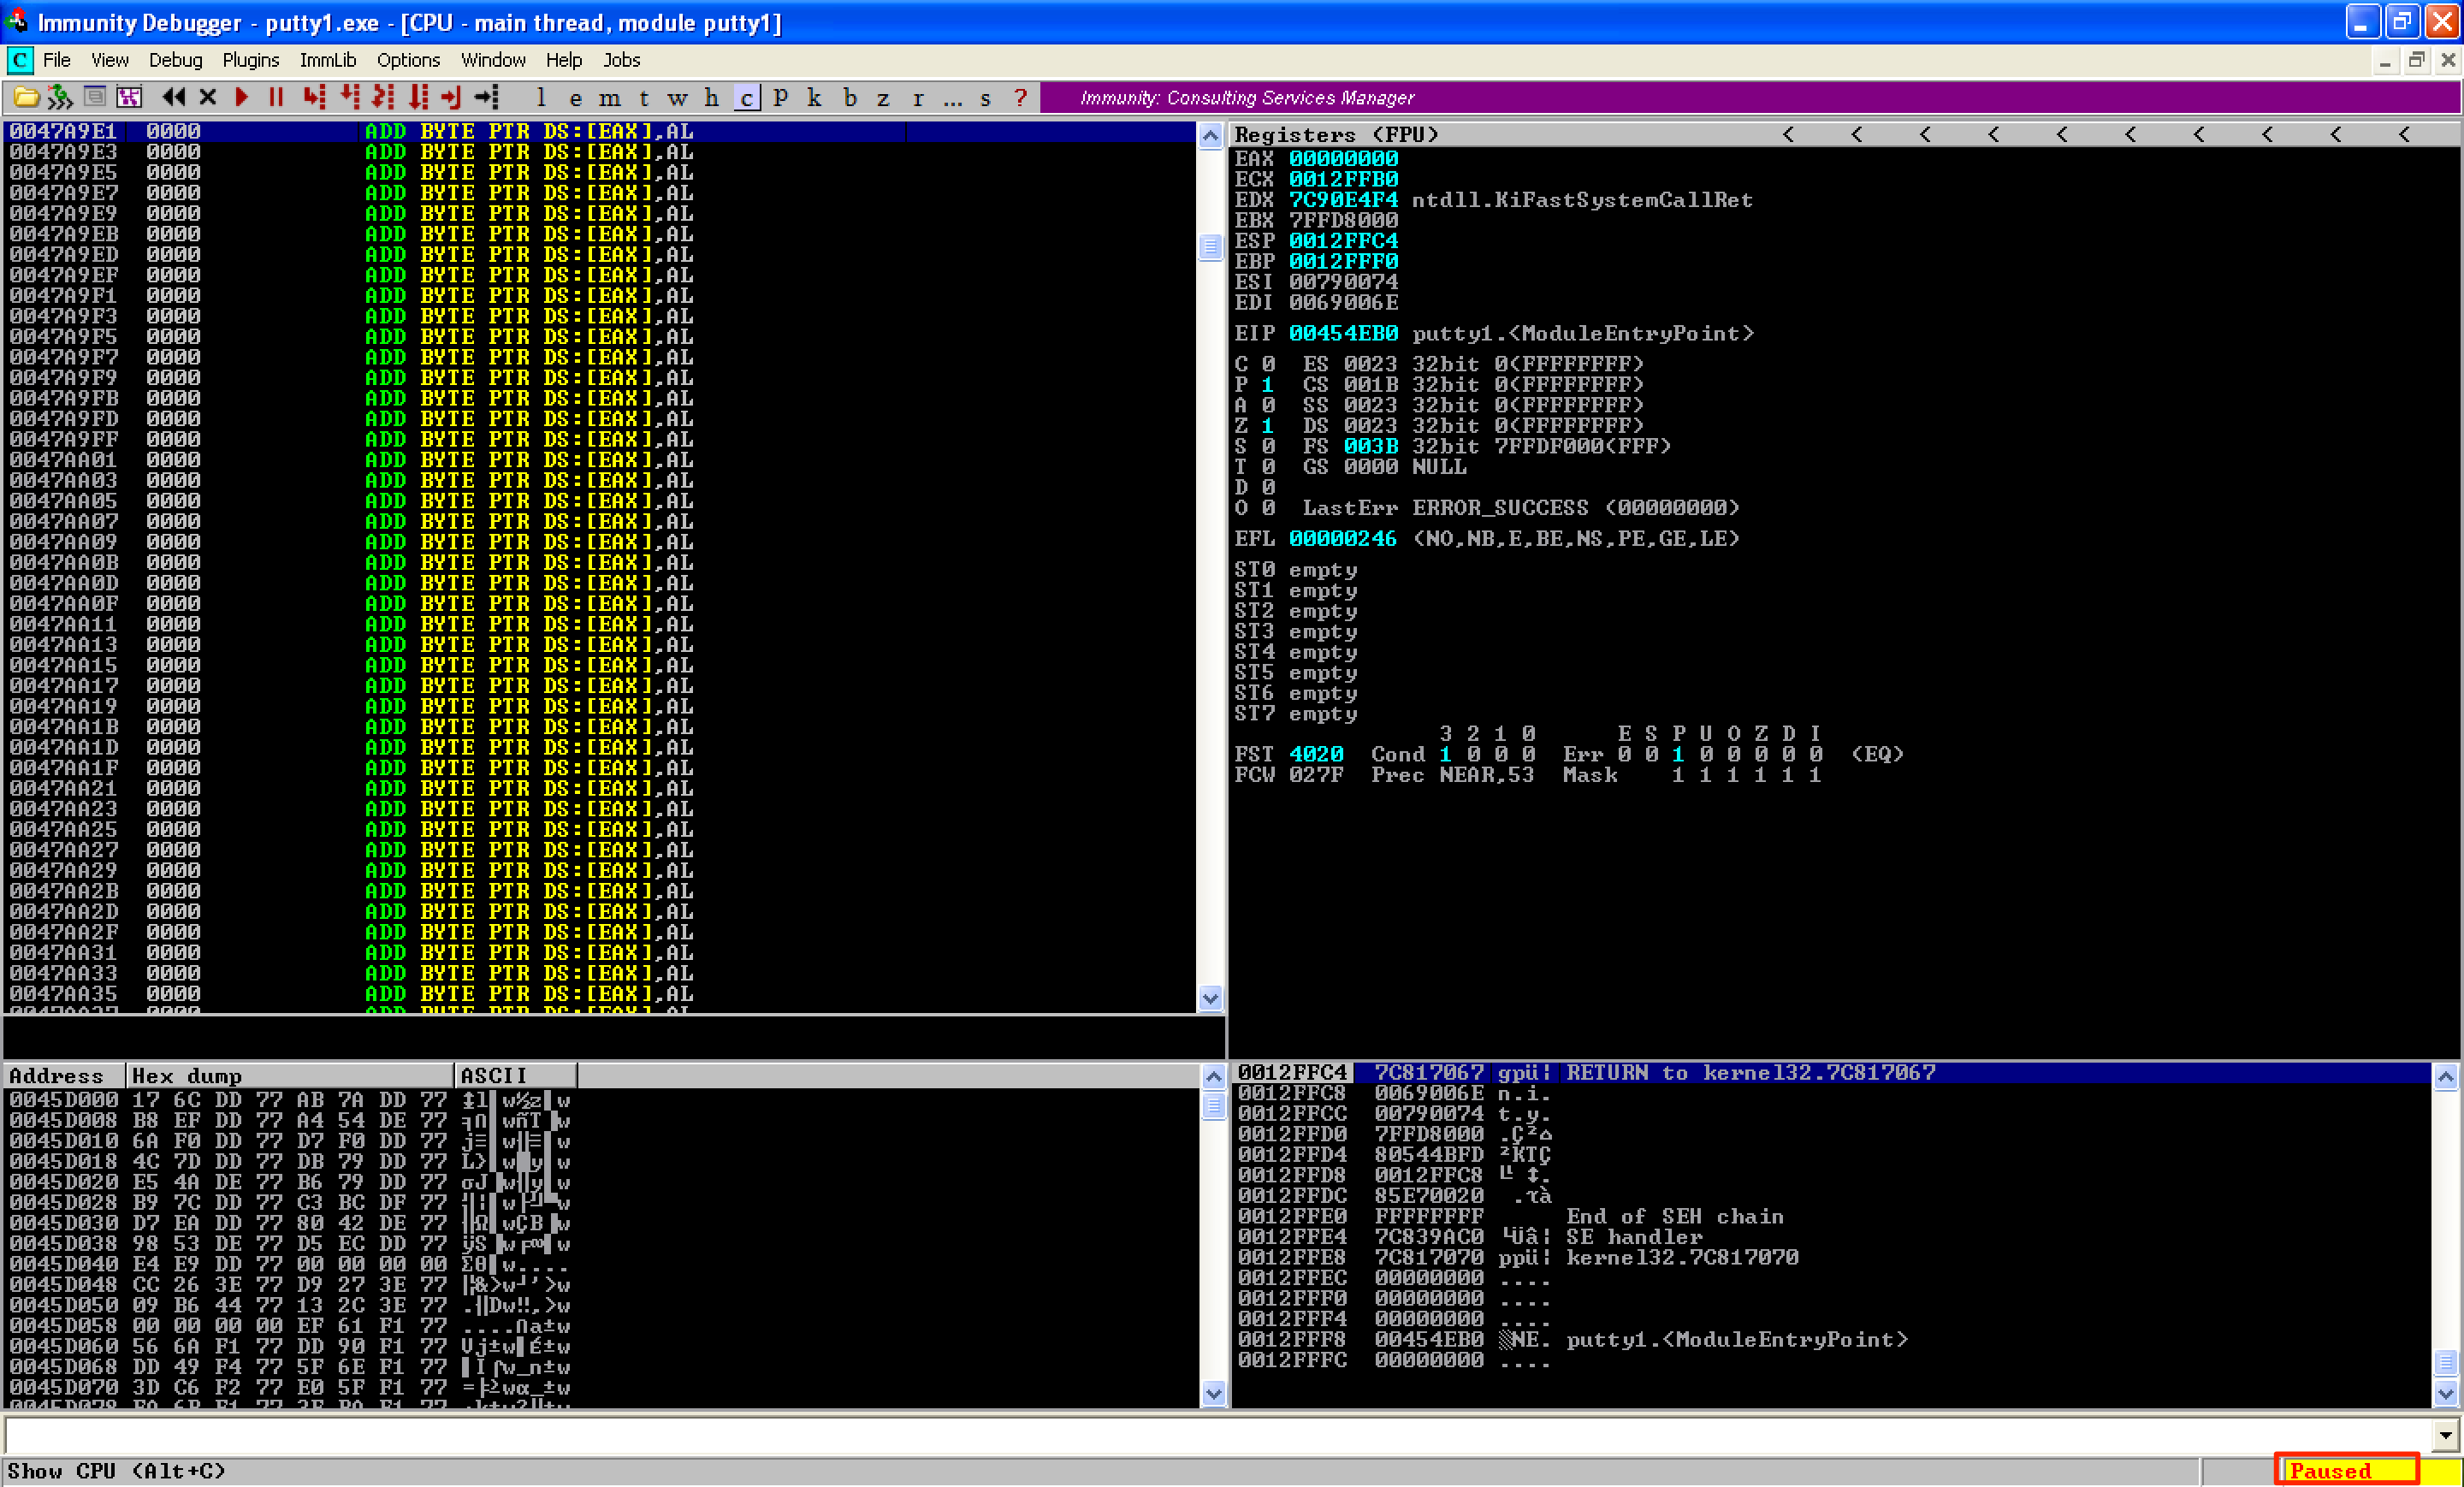 Immunity Debugger - putty1.exe - [CPU - main thread, module putty1]
C File View Debug Plugins ImmLib Options Window Help Jobs
l e m t w h c P k b z r ... s ? Immunity: Consulting Services Manager
0047A9E1 0000 ADD BYTE PTR DS:[EAX],AL
0047A9E3 0000 ADD BYTE PTR DS:[EAX],AL
0047A9E5 0000 ADD BYTE PTR DS:[EAX],AL
0047A9E7 0000 ADD BYTE PTR DS:[EAX],AL
0047A9E9 0000 ADD BYTE PTR DS:[EAX],AL
0047A9EB 0000 ADD BYTE PTR DS:[EAX],AL
0047A9ED 0000 ADD BYTE PTR DS:[EAX],AL
0047A9EF 0000 ADD BYTE PTR DS:[EAX],AL
0047A9F1 0000 ADD BYTE PTR DS:[EAX],AL
0047A9F3 0000 ADD BYTE PTR DS:[EAX],AL
0047A9F5 0000 ADD BYTE PTR DS:[EAX],AL
0047A9F7 0000 ADD BYTE PTR DS:[EAX],AL
0047A9F9 0000 ADD BYTE PTR DS:[EAX],AL
0047A9FB 0000 ADD BYTE PTR DS:[EAX],AL
0047A9FD 0000 ADD BYTE PTR DS:[EAX],AL
0047A9FF 0000 ADD BYTE PTR DS:[EAX],AL
0047AA01 0000 ADD BYTE PTR DS:[EAX],AL
0047AA03 0000 ADD BYTE PTR DS:[EAX],AL
0047AA05 0000 ADD BYTE PTR DS:[EAX],AL
0047AA07 0000 ADD BYTE PTR DS:[EAX],AL
0047AA09 0000 ADD BYTE PTR DS:[EAX],AL
0047AA0B 0000 ADD BYTE PTR DS:[EAX],AL
0047AA0D 0000 ADD BYTE PTR DS:[EAX],AL
0047AA0F 0000 ADD BYTE PTR DS:[EAX],AL
0047AA11 0000 ADD BYTE PTR DS:[EAX],AL
0047AA13 0000 ADD BYTE PTR DS:[EAX],AL
0047AA15 0000 ADD BYTE PTR DS:[EAX],AL
0047AA17 0000 ADD BYTE PTR DS:[EAX],AL
0047AA19 0000 ADD BYTE PTR DS:[EAX],AL
0047AA1B 0000 ADD BYTE PTR DS:[EAX],AL
0047AA1D 0000 ADD BYTE PTR DS:[EAX],AL
0047AA1F 0000 ADD BYTE PTR DS:[EAX],AL
0047AA21 0000 ADD BYTE PTR DS:[EAX],AL
0047AA23 0000 ADD BYTE PTR DS:[EAX],AL
0047AA25 0000 ADD BYTE PTR DS:[EAX],AL
0047AA27 0000 ADD BYTE PTR DS:[EAX],AL
0047AA29 0000 ADD BYTE PTR DS:[EAX],AL
0047AA2B 0000 ADD BYTE PTR DS:[EAX],AL
0047AA2D 0000 ADD BYTE PTR DS:[EAX],AL
0047AA2F 0000 ADD BYTE PTR DS:[EAX],AL
0047AA31 0000 ADD BYTE PTR DS:[EAX],AL
0047AA33 0000 ADD BYTE PTR DS:[EAX],AL
0047AA35 0000 ADD BYTE PTR DS:[EAX],AL
Registers (FPU) < < < < < < < < < <
EAX 00000000
ECX 0012FFB0
EDX 7C90E4F4 ntdll.KiFastSystemCallRet
EBX 7FFD8000
ESP 0012FFC4
EBP 0012FFF0
ESI 00790074
EDI 0069006E
EIP 00454EB0 putty1.<ModuleEntryPoint>
C 0 ES 0023 32bit 0(FFFFFFFF)
P 1 CS 001B 32bit 0(FFFFFFFF)
A 0 SS 0023 32bit 0(FFFFFFFF)
Z 1 DS 0023 32bit 0(FFFFFFFF)
S 0 FS 003B 32bit 7FFDF000(FFF)
T 0 GS 0000 NULL
D 0
O 0 LastErr ERROR_SUCCESS (00000000)
EFL 00000246 (NO,NB,E,BE,NS,PE,GE,LE)
ST0 empty
ST1 empty
ST2 empty
ST3 empty
ST4 empty
ST5 empty
ST6 empty
ST7 empty
3 2 1 0 E S P U O Z D I
FST 4020 Cond 1 0 0 0 Err 0 0 1 0 0 0 0 0 (EQ)
FCW 027F Prec NEAR,53 Mask 1 1 1 1 1 1
Address Hex dump ASCII
0045D000 17 6C DD 77 AB 7A DD 77
0045D008 B8 EF DD 77 A4 54 DE 77
0045D010 6A F0 DD 77 D7 F0 DD 77
0045D018 4C 7D DD 77 DB 79 DD 77
0045D020 E5 4A DE 77 B6 79 DD 77
0045D028 B9 7C DD 77 C3 BC DF 77
0045D030 D7 EA DD 77 80 42 DE 77
0045D038 98 53 DE 77 D5 EC DD 77
0045D040 E4 E9 DD 77 00 00 00 00
0045D048 CC 26 3E 77 D9 27 3E 77
0045D050 09 B6 44 77 13 2C 3E 77
0045D058 00 00 00 00 EF 61 F1 77
0045D060 56 6A F1 77 DD 90 F1 77
0045D068 DD 49 F4 77 5F 6E F1 77
0045D070 3D C6 F2 77 E0 5F F1 77
0012FFC4 7C817067 gpü¦ RETURN to kernel32.7C817067
0012FFC8 0069006E n.i.
0012FFCC 00790074 t.y.
0012FFD0 7FFD8000 .Ç²⌂
0012FFD4 80544BFD ²KTÇ
0012FFD8 0012FFC8
0012FFDC 85E70020 .τà
0012FFE0 FFFFFFFF End of SEH chain
0012FFE4 7C839AC0 └Üâ¦ SE handler
0012FFE8 7C817070 ppü¦ kernel32.7C817070
0012FFEC 00000000 ....
0012FFF0 00000000 ....
0012FFF4 00000000 ....
0012FFF8 00454EB0 ▒NE. putty1.<ModuleEntryPoint>
0012FFFC 00000000 ....
Show CPU (Alt+C)
Paused